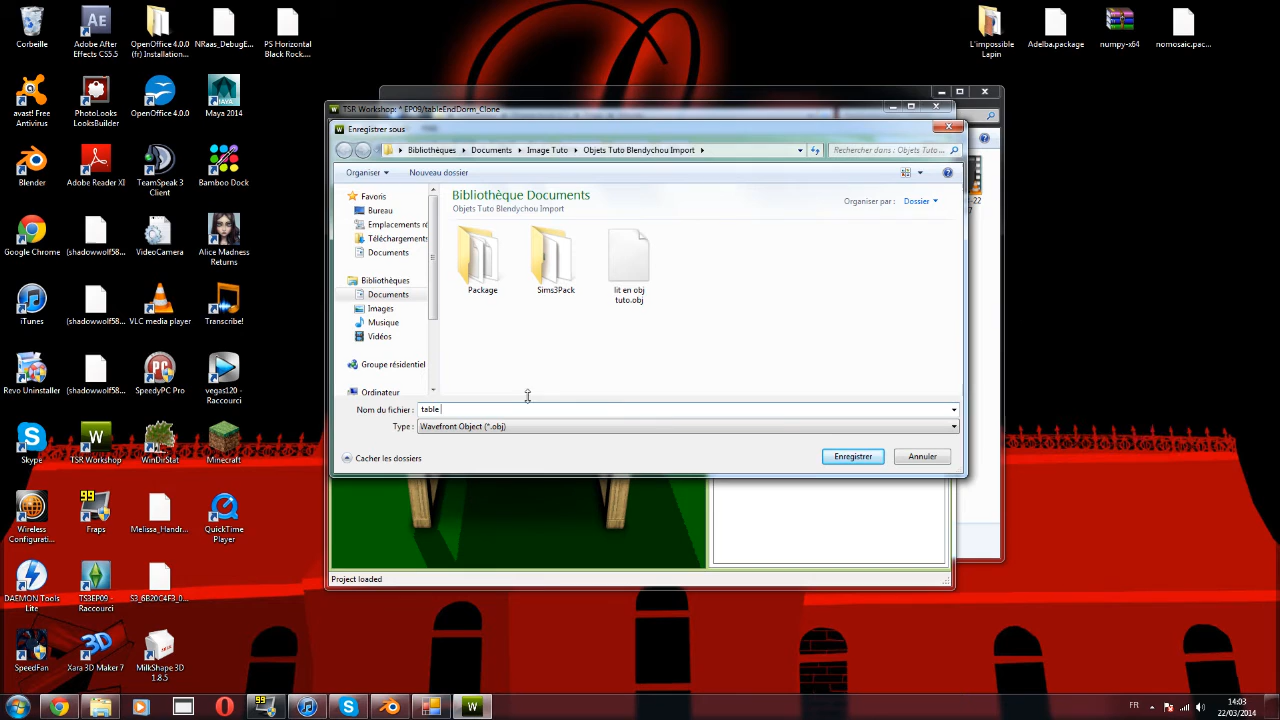 Corbeille
Adobe After
Effects CS5.5
OpenOffice 4.0.0
(fr) Installation...
NRaas_DebugE...
PS Horizontal
Black Rock....
L'impossible
Lapin
Adelba.package
numpy-x64
nomosaic.pac...
avast! Free
Antivirus
PhotoLooks
LooksBuilder
OpenOffice 4.0.0
Maya 2014
Blender
Adobe Reader XI
TeamSpeak 3
Client
Bamboo Dock
Google Chrome
(shadowwolf58...
VideoCamera
Alice Madness
Returns
iTunes
(shadowwolf58...
VLC media player
Transcribe!
Revo Uninstaller
(shadowwolf58...
SpeedyPC Pro
vegas120 -
Raccourci
Skype
TSR Workshop
WinDirStat
Minecraft
Wireless
Configurati...
99
Fraps
Melissa_Handr...
QuickTime
Player
DAEMON Tools
Lite
TS3EP09 -
Raccourci
S3_6B20C4F3_0...
SpeedFan
Xara 3D Maker 7
MilkShape 3D
1.8.5
TSR Workshop: * EP09/tableEndDorm_Clone
Enregistrer sous
Bibliothèques
Documents
Image Tuto
Objets Tuto Blendychou Import
Rechercher dans : Objets Tuto...
Organiser
Nouveau dossier
Favoris
Bureau
Emplacements ré
Téléchargements
Documents
Bibliothèques
Documents
Images
Musique
Vidéos
Groupe résidentiel
Ordinateur
Bibliothèque Documents
Objets Tuto Blendychou Import
Organiser par :
Dossier
Package
Sims3Pack
lit en obj
tuto.obj
Nom du fichier :
table
Type :
Wavefront Object (*.obj)
Cacher les dossiers
Enregistrer
Annuler
Project loaded
99
FR
14:03
22/03/2014